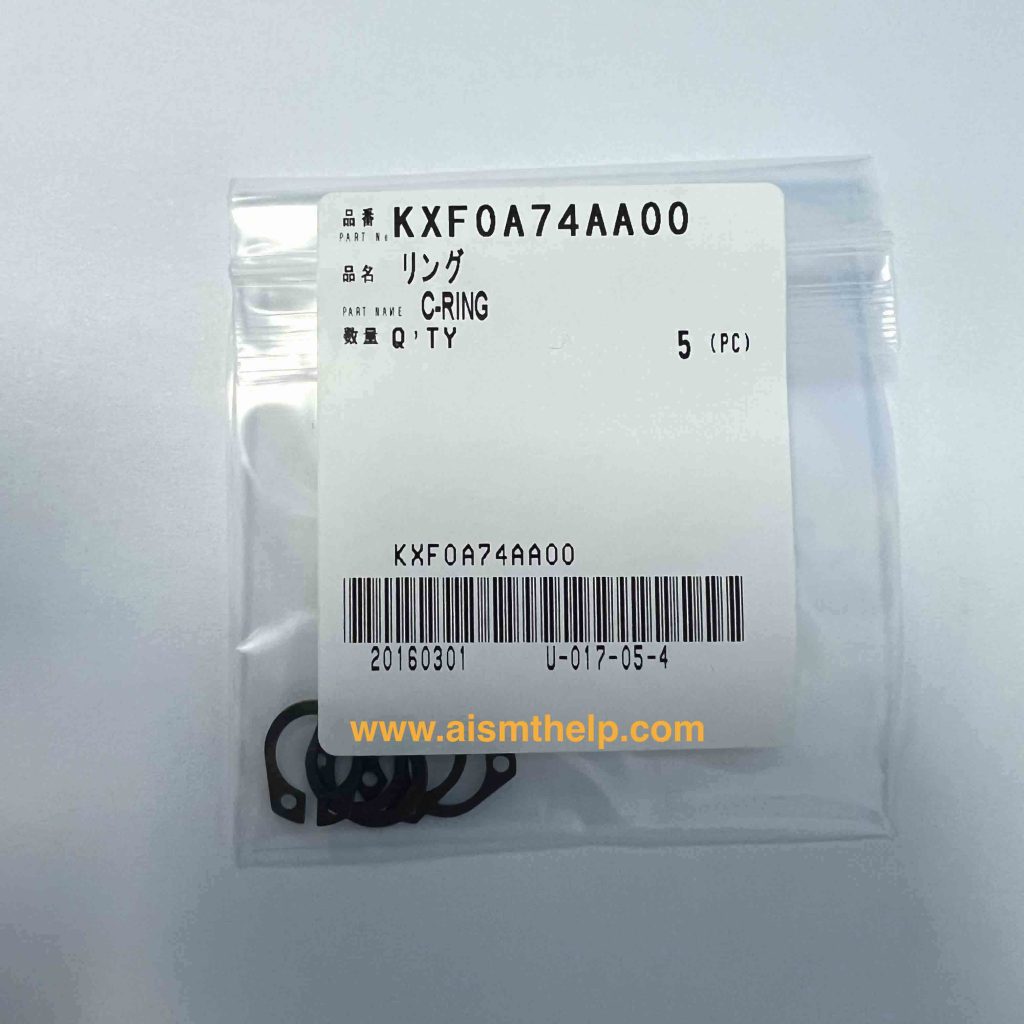 品番 KXF0A74AA00
PART No
品名 リング
PART NAME C-RING
数量 Q'TY 5 (PC)
KXF0A74AA00
20160301 U-017-05-4
www.aismthelp.com